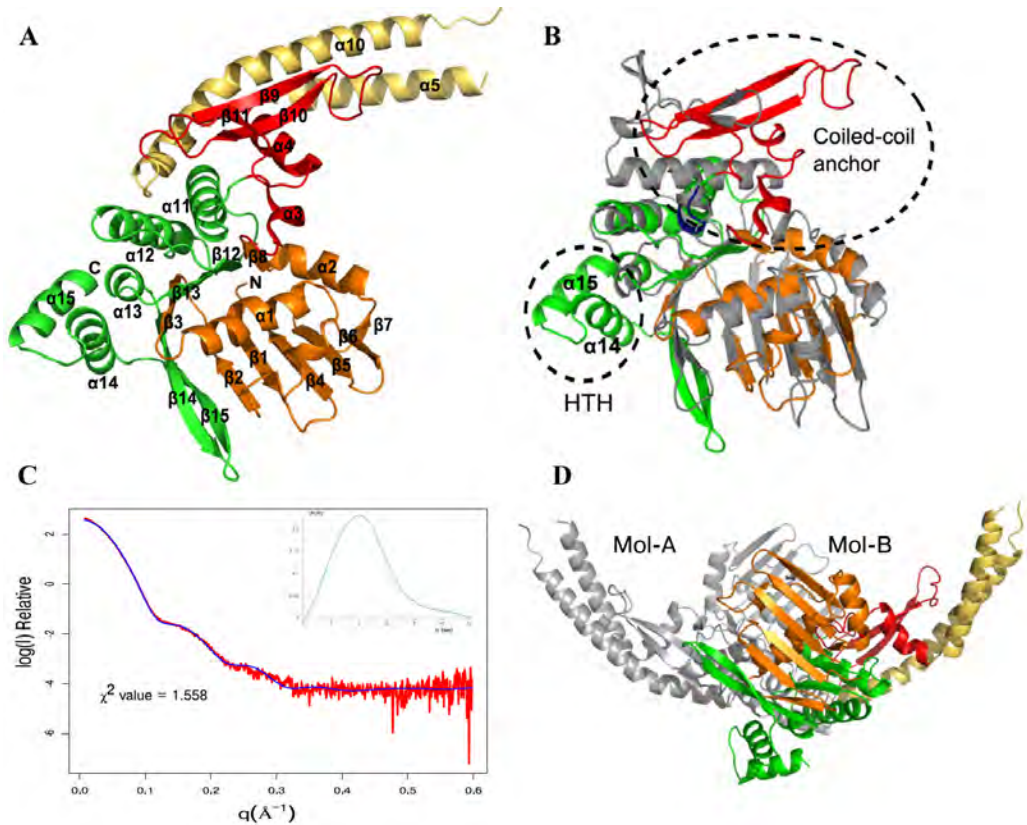 A
α10
β9
α5
β11
β10
α4
α11
α3
α12
β12
β8
α2
C
N
α15
α13
β13
β3
α1
β7
β6
α14
β1
β5
β2
β4
β14
β15
B
Coiled-coil
anchor
α15
α14
HTH
C
log(I) Relative
2
0
-2
-4
-6
χ² value = 1.558
0.0 0.1 0.2 0.3 0.4 0.5 0.6
q(Å⁻¹)
D
Mol-A Mol-B